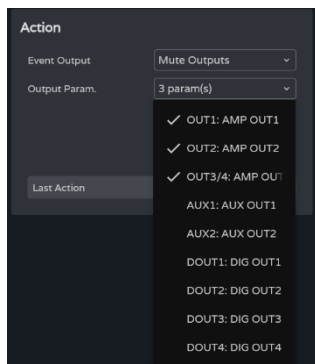 Action
Event Output
Mute Outputs
Output Param.
3 param(s)
OUT1: AMP OUT1
OUT2: AMP OUT2
OUT3/4: AMP OUT
Last Action
AUX1: AUX OUT1
AUX2: AUX OUT2
DOUT1: DIG OUT1
DOUT2: DIG OUT2
DOUT3: DIG OUT3
DOUT4: DIG OUT4